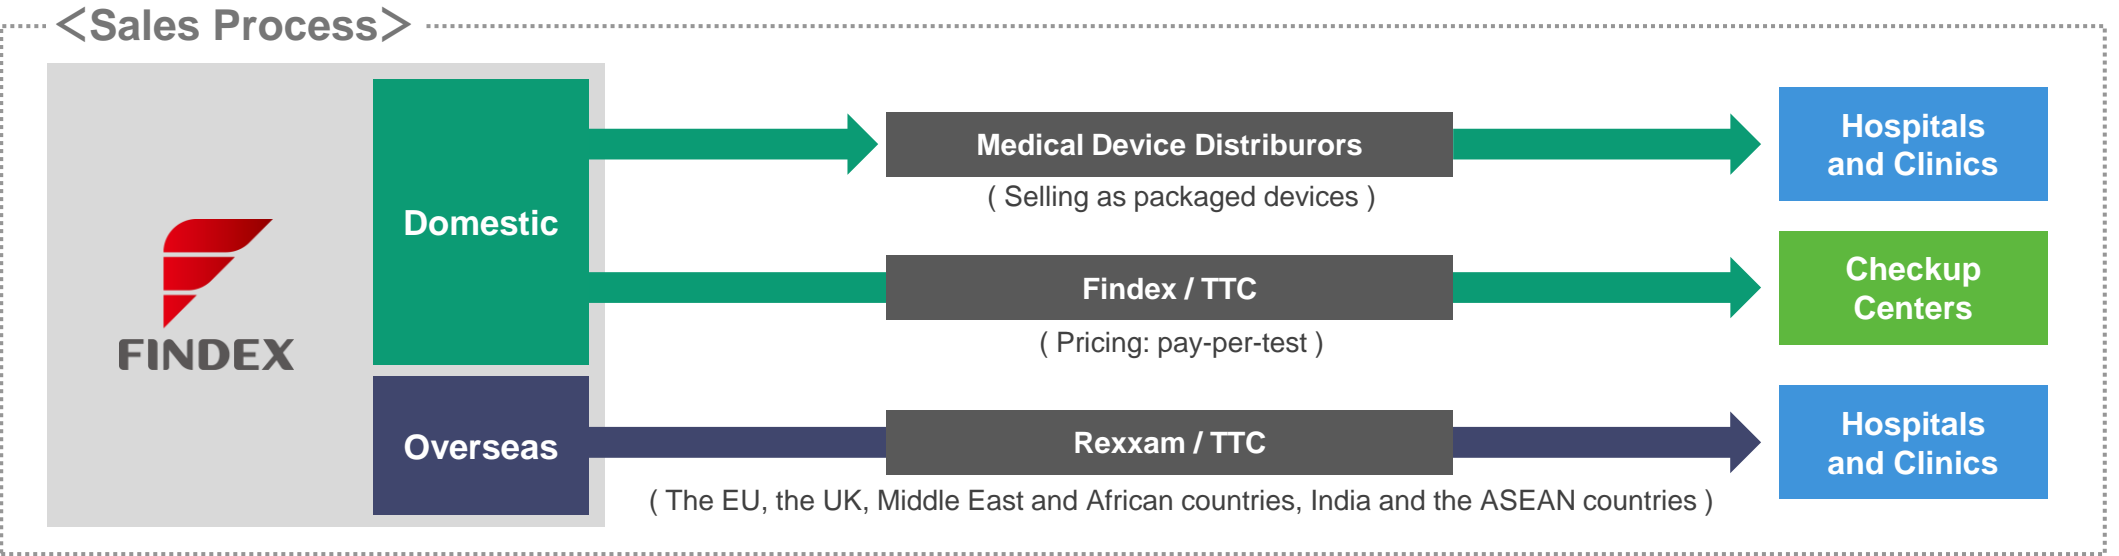 <Sales Process>
Domestic
Medical Device Distriburors
( Selling as packaged devices )
Hospitals
and Clinics
Findex / TTC
( Pricing: pay-per-test )
Checkup
Centers
FINDEX
Overseas
Rexxam / TTC
( The EU, the UK, Middle East and African countries, India and the ASEAN countries )
Hospitals
and Clinics